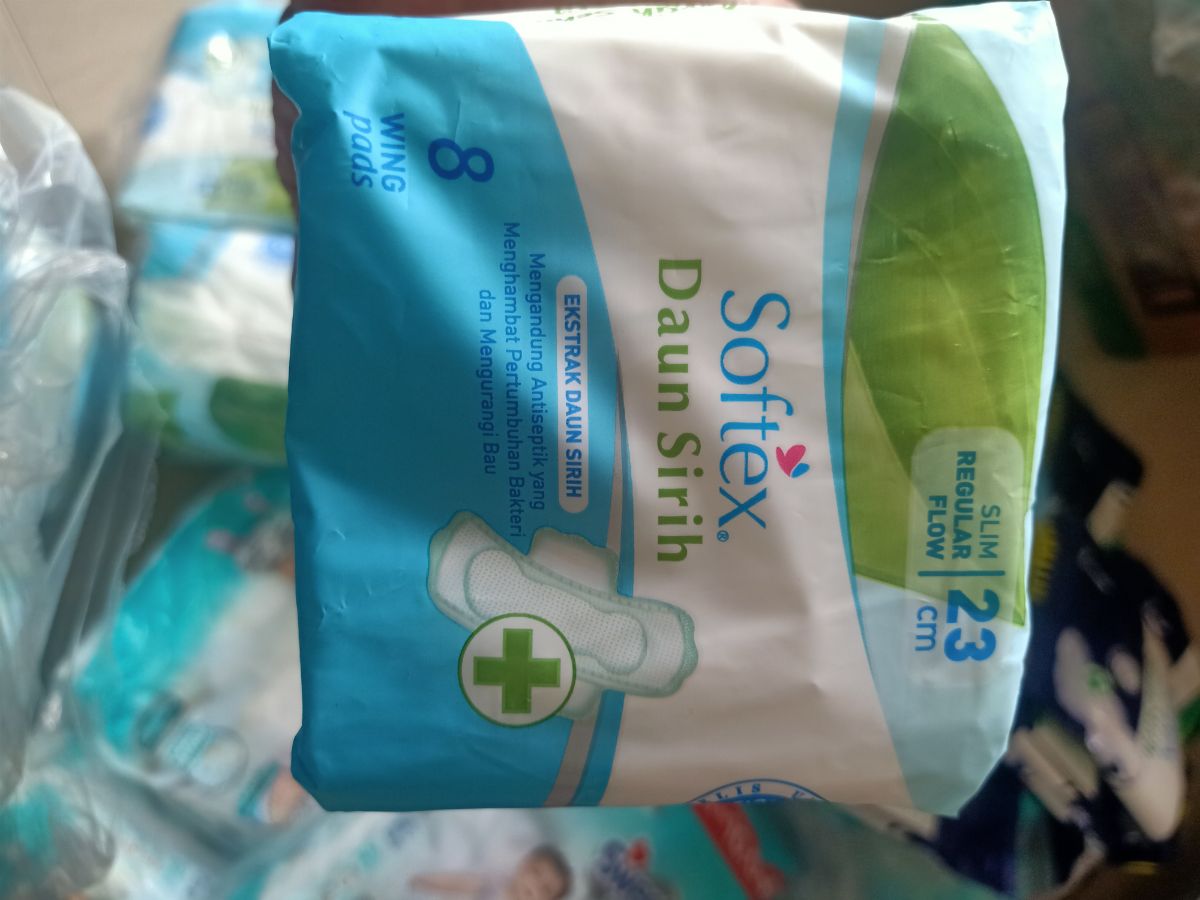 SLIM
REGULAR
FLOW
23
cm
Softex®
Daun Sirih
EKSTRAK DAUN SIRIH
Mengandung Antiseptik yang
Menghambat Pertumbuhan Bakteri
dan Mengurangi Bau
8
WING
pads